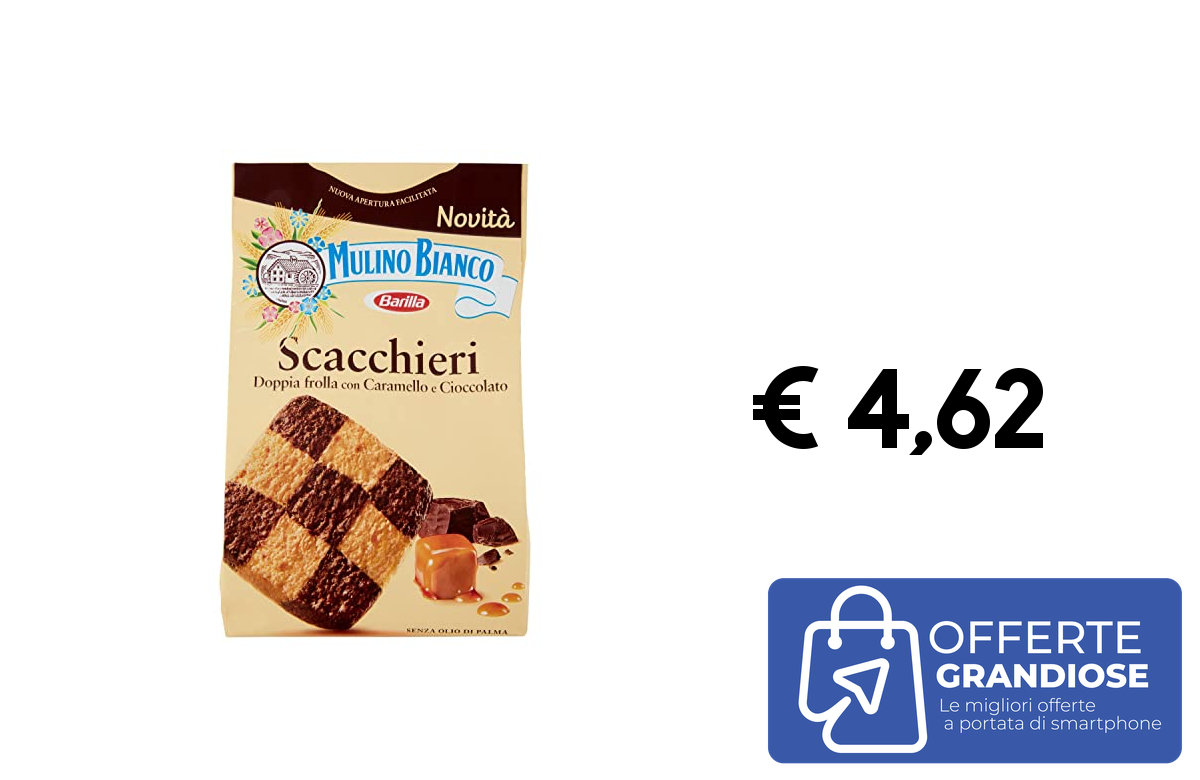 NUOVA APERTURA FACILITATA
Novità
MULINO BIANCO
Barilla
Scacchieri
Doppia frolla con Caramello e Cioccolato
SENZA OLIO DI PALMA
€ 4,62
OFFERTE
GRANDIOSE
Le migliori offerte
a portata di smartphone